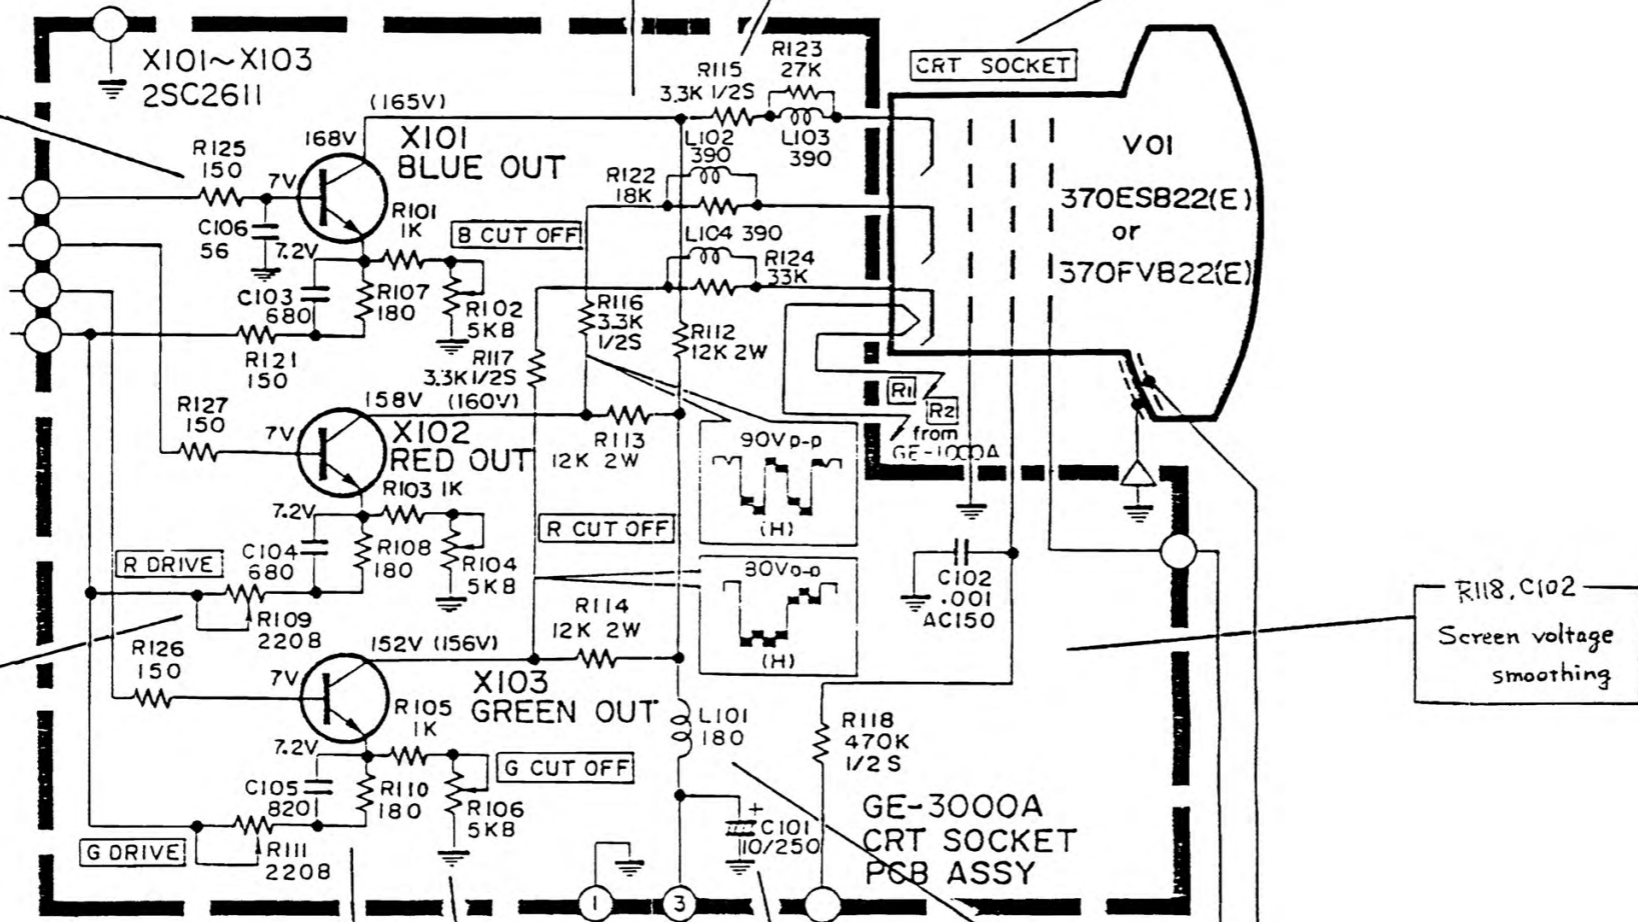 X101~X103
2SC2611
(165V)
168V
X101
BLUE OUT
R125
150
7V
C106
56
7.2V
R101
1K
B CUT OFF
C103
680
R107
180
R102
5KB
R121
150
R115
3.3K 1/2S
R123
27K
L102
390
L103
390
R122
18K
L104 390
R124
33K
R116
3.3K
1/2S
R112
12K 2W
R117
3.3K 1/2S
CRT SOCKET
V01
370ESB22(E)
or
370FVB22(E)
R127
150
7V
158V (160V)
X102
RED OUT
R113
12K 2W
R103 1K
7.2V
C104
680
R108
180
R104
5KB
R CUT OFF
R DRIVE
R109
220B
90Vp-p
(H)
80Vp-p
(H)
R1
R2
from
GE-1000A
C102
.001
AC150
R118, C102
Screen voltage
smoothing
R126
150
7V
152V (156V)
X103
GREEN OUT
R114
12K 2W
R105
1K
7.2V
C105
820
R110
180
R106
5KB
G CUT OFF
G DRIVE
R111
220B
L101
180
+
C101
10/250
R118
470K
1/2 S
GE-3000A
CRT SOCKET
PCB ASSY
1
3